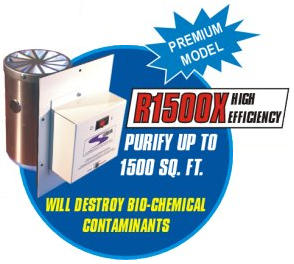 PREMIUM
MODEL
R1500X HIGH
EFFICIENCY
PURIFY UP TO
1500 SQ. FT.
WILL DESTROY BIO-CHEMICAL
CONTAMINANTS